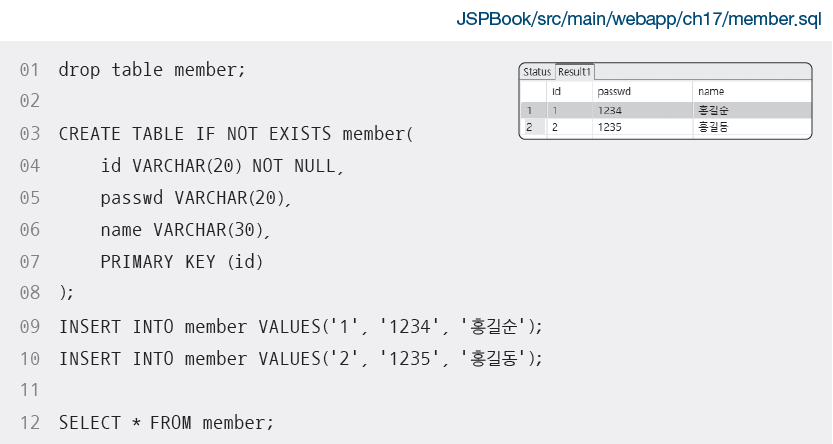 JSPBook/src/main/webapp/ch17/member.sql
01 drop table member;
02
03 CREATE TABLE IF NOT EXISTS member(
04     id VARCHAR(20) NOT NULL,
05     passwd VARCHAR(20),
06     name VARCHAR(30),
07     PRIMARY KEY (id)
08 );
09 INSERT INTO member VALUES('1', '1234', '홍길순');
10 INSERT INTO member VALUES('2', '1235', '홍길동');
11
12 SELECT * FROM member;
Status Result1
id passwd name
1 1 1234 홍길순
2 2 1235 홍길동